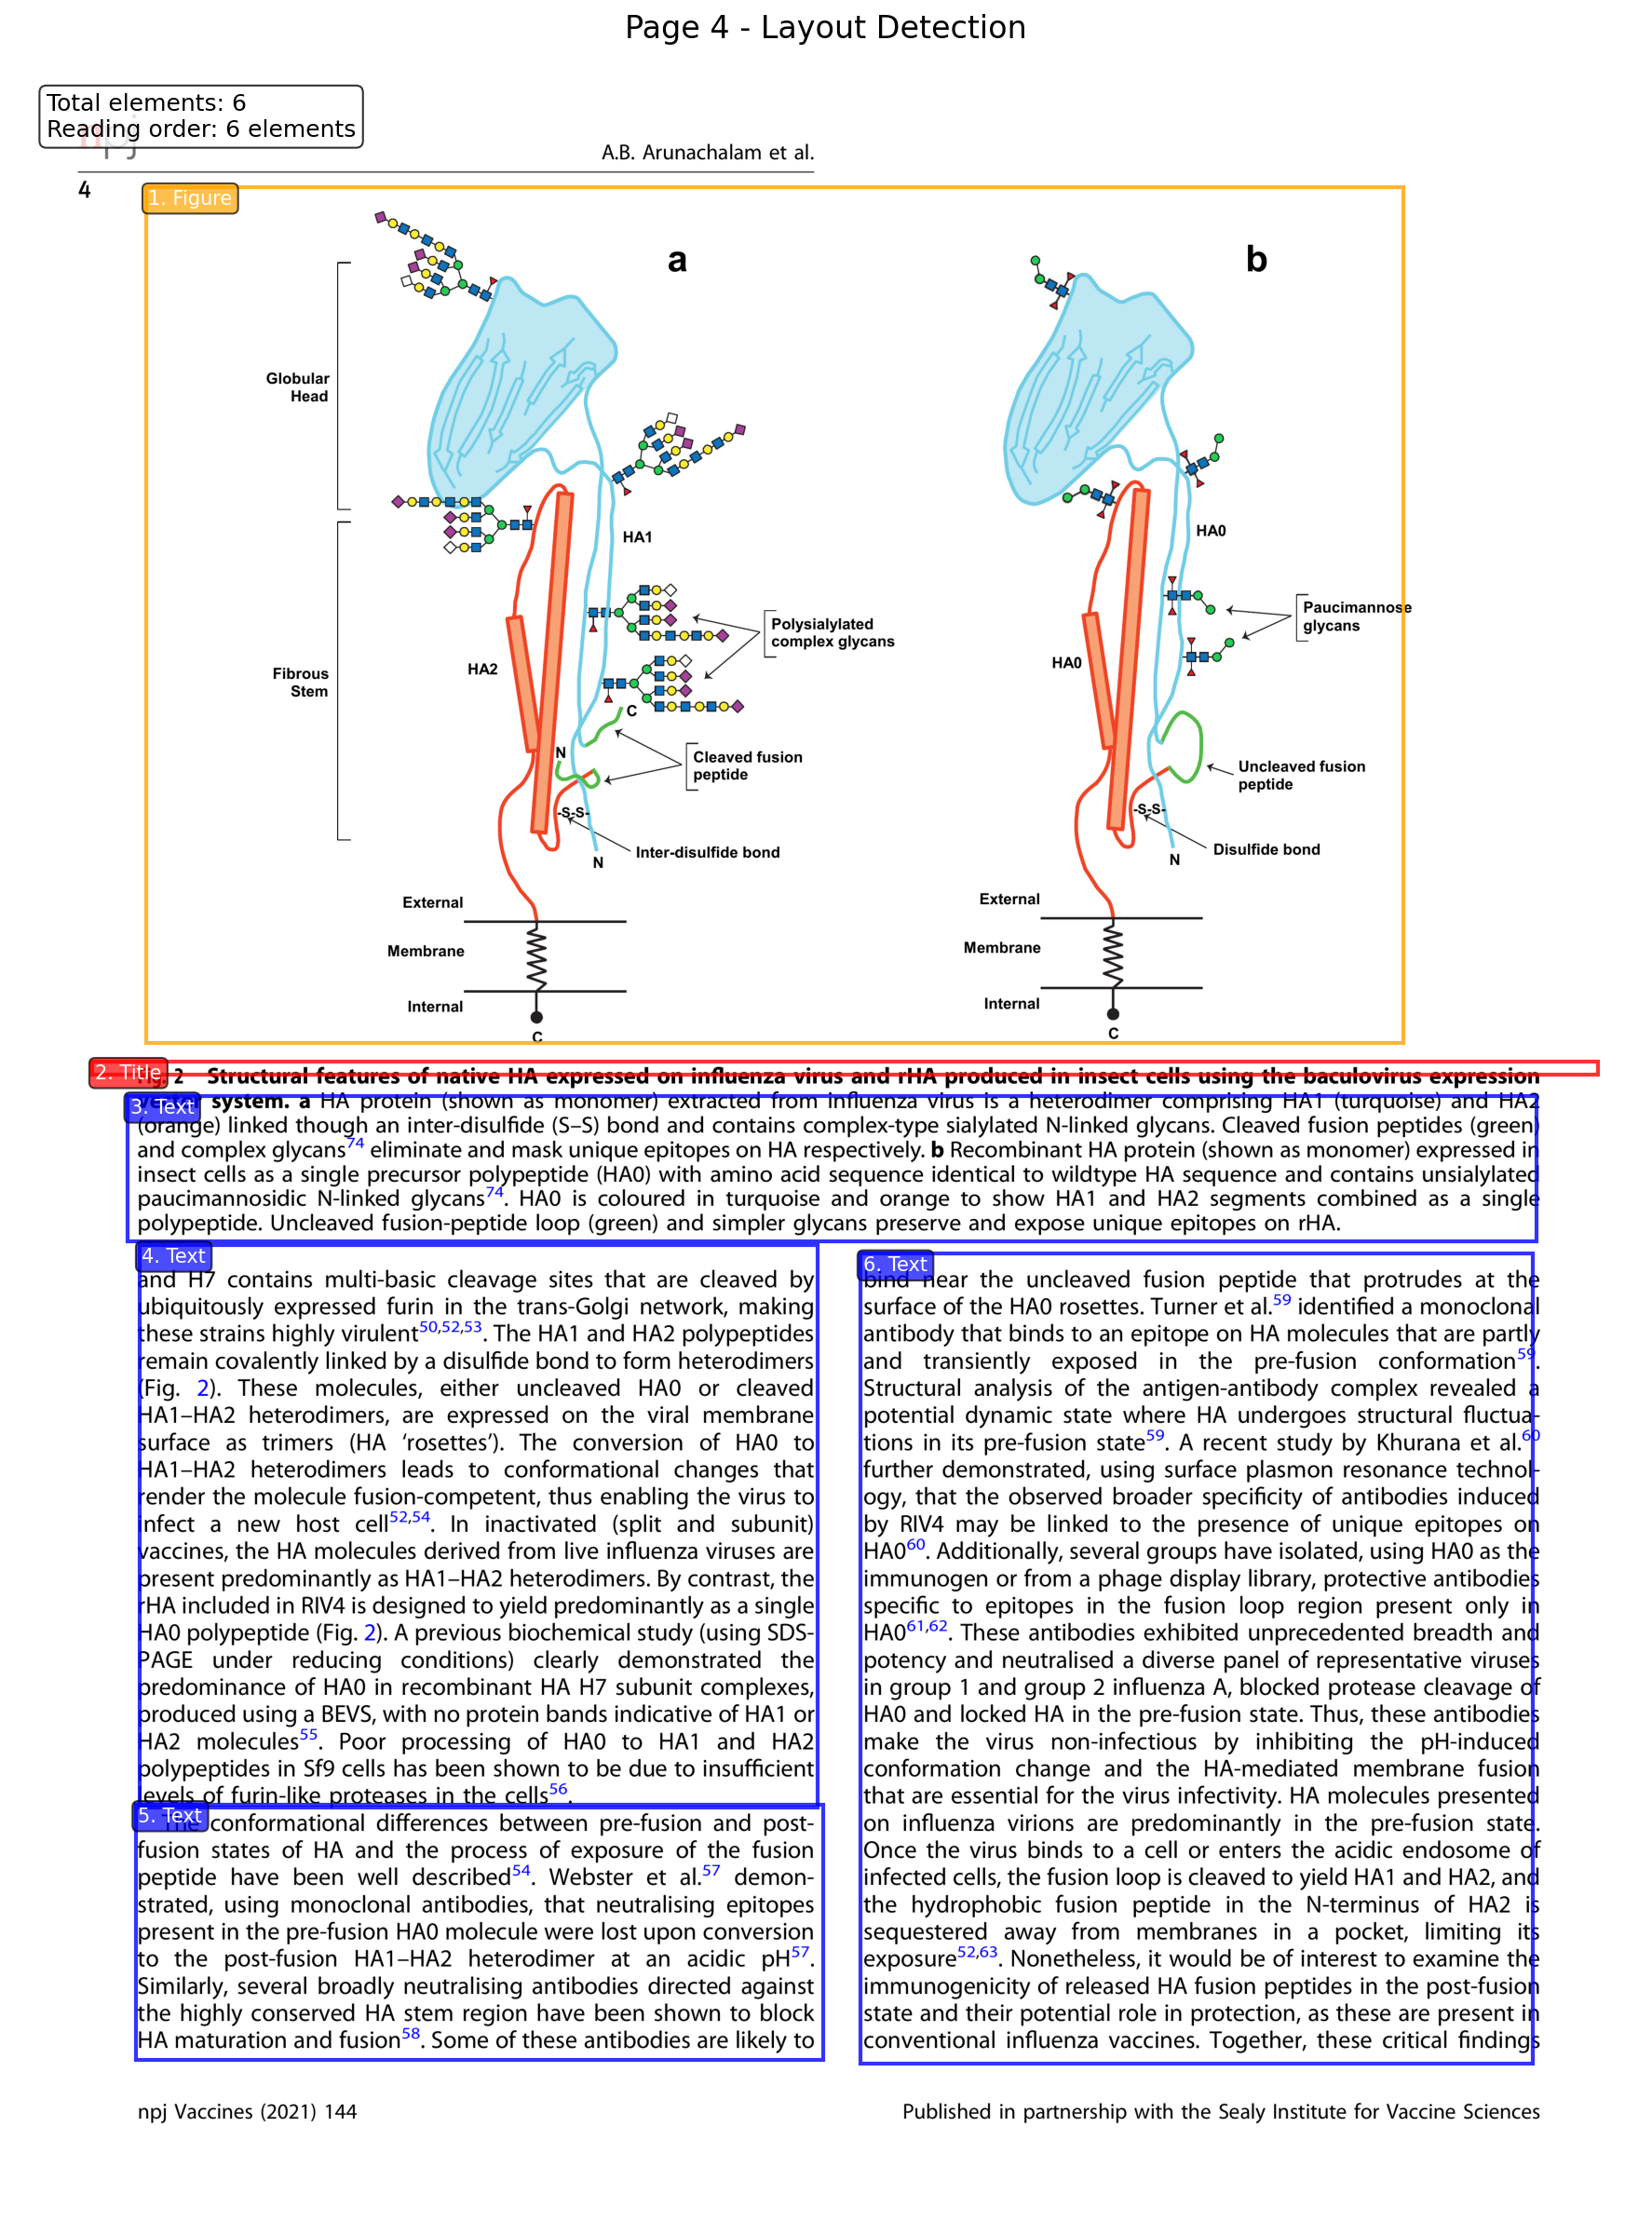 Page 4 - Layout Detection
Total elements: 6
Reading order: 6 elements
npj
A.B. Arunachalam et al.
4
1. Figure
a
b
Globular
Head
HA1
HA0
Polysialylated
complex glycans
Paucimannose
glycans
HA2
HA0
Fibrous
Stem
C
N
Cleaved fusion
peptide
Uncleaved fusion
peptide
-S-S-
-S-S-
Inter-disulfide bond
Disulfide bond
N
N
External
External
Membrane
Membrane
Internal
Internal
C
C
2. Title
2 Structural features of native HA expressed on influenza virus and rHA produced in insect cells using the baculovirus expression
3. Text
system. a HA protein (shown as monomer) extracted from influenza virus is a heterodimer comprising HA1 (turquoise) and HA2
(orange) linked though an inter-disulfide (S–S) bond and contains complex-type sialylated N-linked glycans. Cleaved fusion peptides (green)
and complex glycans74 eliminate and mask unique epitopes on HA respectively. b Recombinant HA protein (shown as monomer) expressed in
insect cells as a single precursor polypeptide (HA0) with amino acid sequence identical to wildtype HA sequence and contains unsialylated
paucimannosidic N-linked glycans74. HA0 is coloured in turquoise and orange to show HA1 and HA2 segments combined as a single
polypeptide. Uncleaved fusion-peptide loop (green) and simpler glycans preserve and expose unique epitopes on rHA.
4. Text
and H7 contains multi-basic cleavage sites that are cleaved by
ubiquitously expressed furin in the trans-Golgi network, making
these strains highly virulent50,52,53. The HA1 and HA2 polypeptides
remain covalently linked by a disulfide bond to form heterodimers
(Fig. 2). These molecules, either uncleaved HA0 or cleaved
HA1–HA2 heterodimers, are expressed on the viral membrane
surface as trimers (HA ‘rosettes’). The conversion of HA0 to
HA1–HA2 heterodimers leads to conformational changes that
render the molecule fusion-competent, thus enabling the virus to
infect a new host cell52,54. In inactivated (split and subunit)
vaccines, the HA molecules derived from live influenza viruses are
present predominantly as HA1–HA2 heterodimers. By contrast, the
rHA included in RIV4 is designed to yield predominantly as a single
HA0 polypeptide (Fig. 2). A previous biochemical study (using SDS-
PAGE under reducing conditions) clearly demonstrated the
predominance of HA0 in recombinant HA H7 subunit complexes,
produced using a BEVS, with no protein bands indicative of HA1 or
HA2 molecules55. Poor processing of HA0 to HA1 and HA2
polypeptides in Sf9 cells has been shown to be due to insufficient
levels of furin-like proteases in the cells56.
5. Text
The conformational differences between pre-fusion and post-
fusion states of HA and the process of exposure of the fusion
peptide have been well described54. Webster et al.57 demon-
strated, using monoclonal antibodies, that neutralising epitopes
present in the pre-fusion HA0 molecule were lost upon conversion
to the post-fusion HA1–HA2 heterodimer at an acidic pH57.
Similarly, several broadly neutralising antibodies directed against
the highly conserved HA stem region have been shown to block
HA maturation and fusion58. Some of these antibodies are likely to
6. Text
bind near the uncleaved fusion peptide that protrudes at the
surface of the HA0 rosettes. Turner et al.59 identified a monoclonal
antibody that binds to an epitope on HA molecules that are partly
and transiently exposed in the pre-fusion conformation59.
Structural analysis of the antigen-antibody complex revealed a
potential dynamic state where HA undergoes structural fluctua-
tions in its pre-fusion state59. A recent study by Khurana et al.60
further demonstrated, using surface plasmon resonance technol-
ogy, that the observed broader specificity of antibodies induced
by RIV4 may be linked to the presence of unique epitopes on
HA060. Additionally, several groups have isolated, using HA0 as the
immunogen or from a phage display library, protective antibodies
specific to epitopes in the fusion loop region present only in
HA061,62. These antibodies exhibited unprecedented breadth and
potency and neutralised a diverse panel of representative viruses
in group 1 and group 2 influenza A, blocked protease cleavage of
HA0 and locked HA in the pre-fusion state. Thus, these antibodies
make the virus non-infectious by inhibiting the pH-induced
conformation change and the HA-mediated membrane fusion
that are essential for the virus infectivity. HA molecules presented
on influenza virions are predominantly in the pre-fusion state.
Once the virus binds to a cell or enters the acidic endosome of
infected cells, the fusion loop is cleaved to yield HA1 and HA2, and
the hydrophobic fusion peptide in the N-terminus of HA2 is
sequestered away from membranes in a pocket, limiting its
exposure52,63. Nonetheless, it would be of interest to examine the
immunogenicity of released HA fusion peptides in the post-fusion
state and their potential role in protection, as these are present in
conventional influenza vaccines. Together, these critical findings
npj Vaccines (2021) 144
Published in partnership with the Sealy Institute for Vaccine Sciences